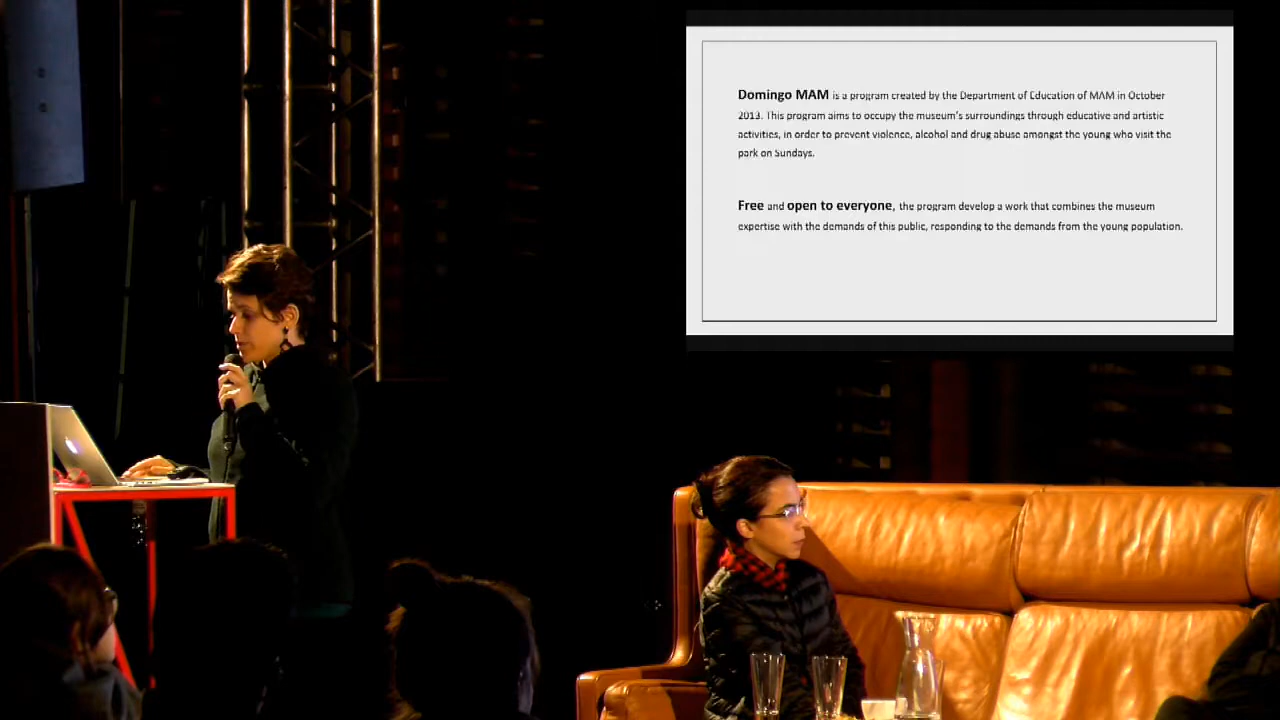 Domingo MAM is a program created by the Department of Education of MAM in October
2013. This program aims to occupy the museum's surroundings through educative and artistic
activities, in order to prevent violence, alcohol and drug abuse amongst the young who visit the
park on Sundays.
Free and open to everyone, the program develop a work that combines the museum
expertise with the demands of this public, responding to the demands from the young population.